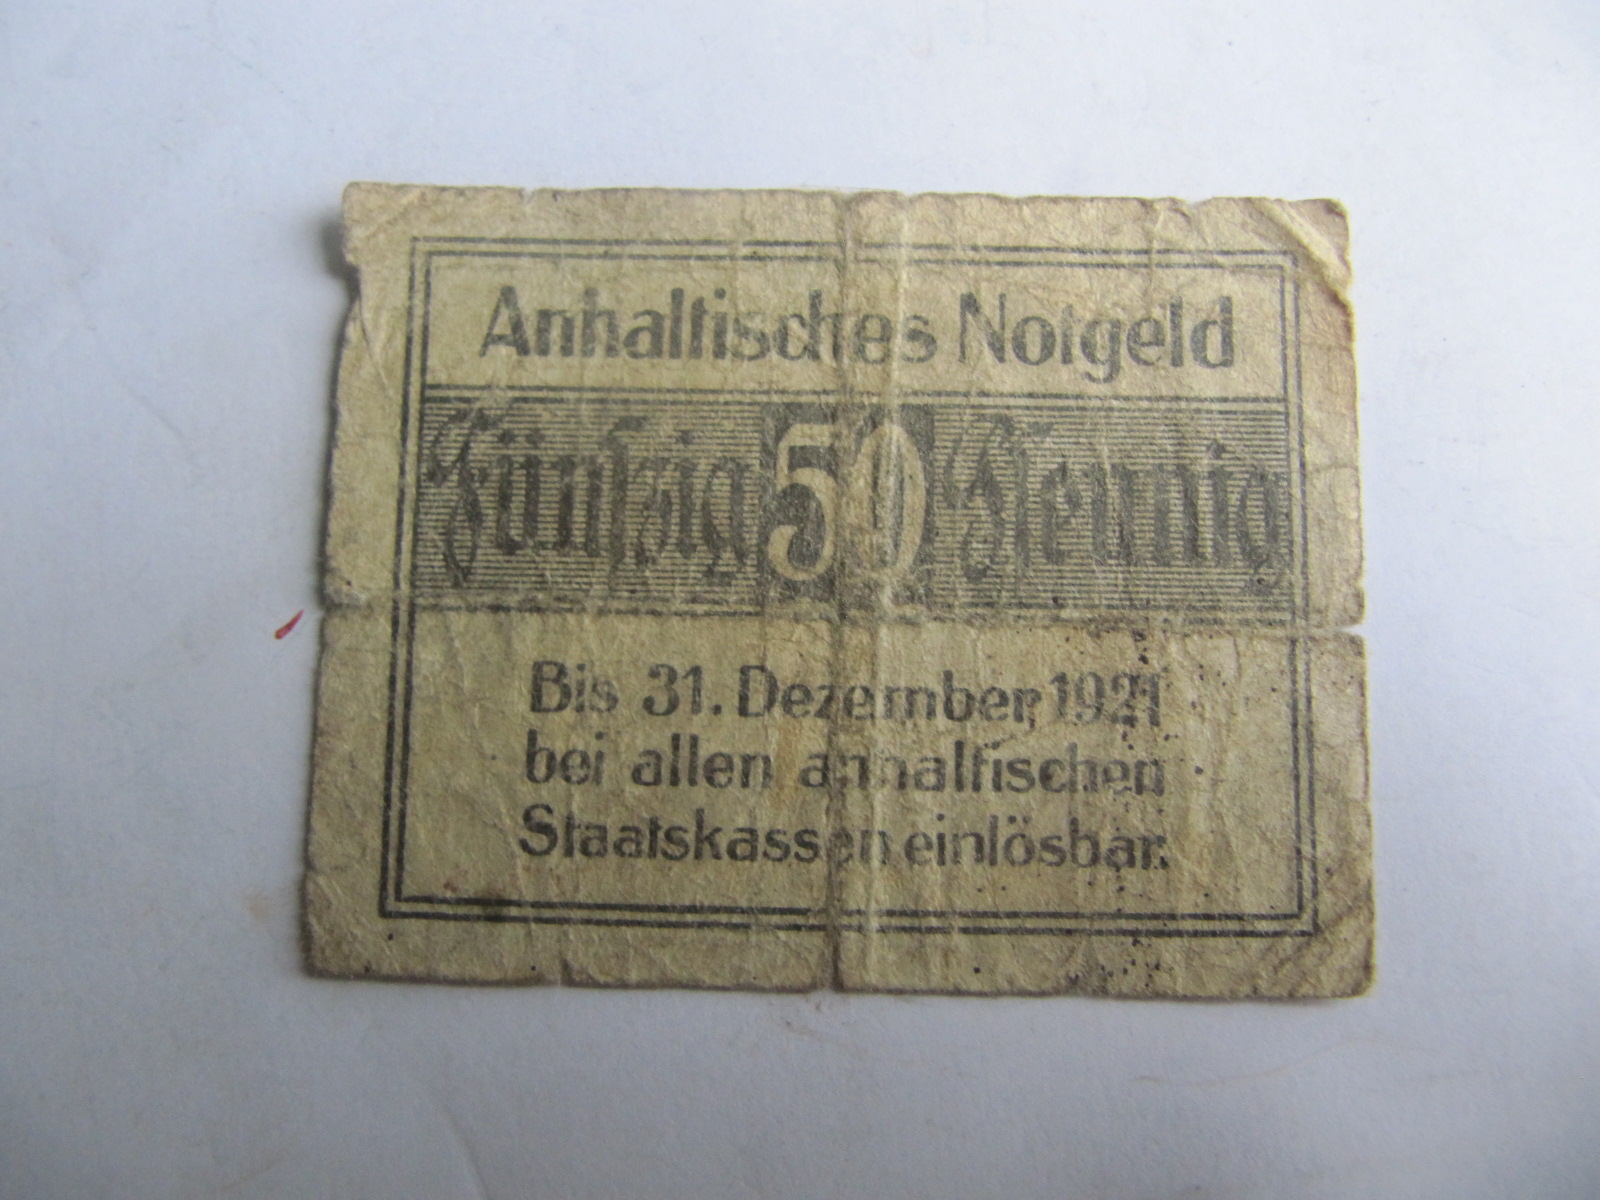 Anhaltisches Notgeld
Fünfzig 50 Pfennig
Bis 31. Dezember 1921
bei allen anhaltischen
Staatskassen einlösbar.